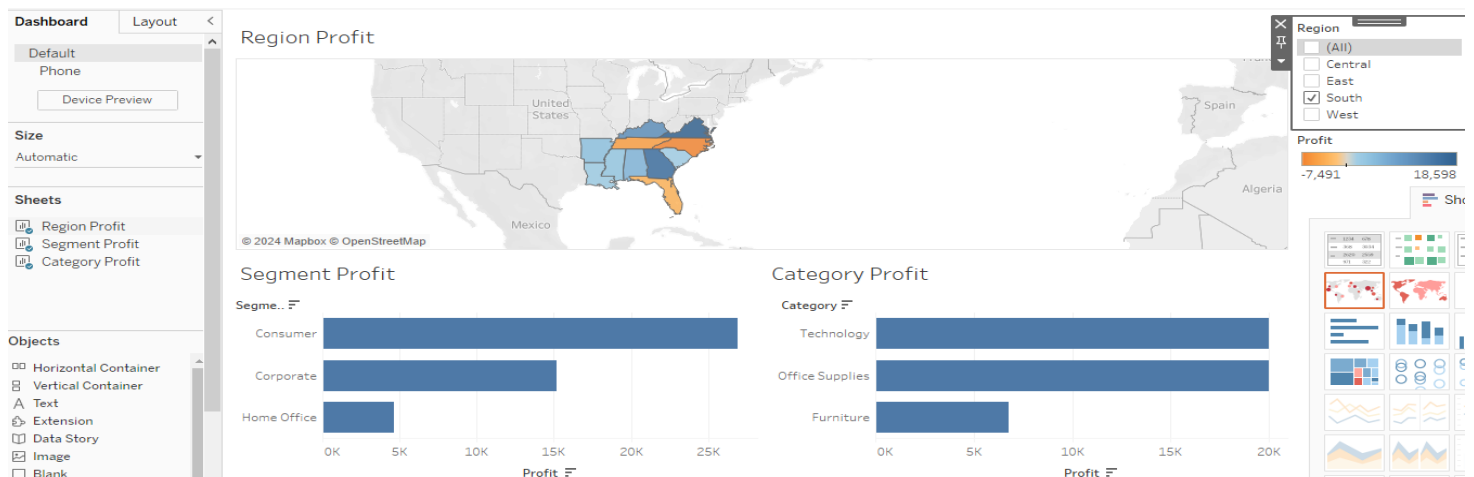 Dashboard
Layout
<
Default
Phone
Device Preview
Size
Automatic
Sheets
Region Profit
Segment Profit
Category Profit
Objects
Horizontal Container
Vertical Container
A Text
Extension
Data Story
Image
Blank
Region Profit
United
States
Mexico
Spain
Algeria
© 2024 Mapbox © OpenStreetMap
Segment Profit
Segme..
Consumer
Corporate
Home Office
0K 5K 10K 15K 20K 25K
Profit
Category Profit
Category
Technology
Office Supplies
Furniture
0K 5K 10K 15K 20K
Profit
Region
(All)
Central
East
South
West
Profit
-7,491 18,598
Sho